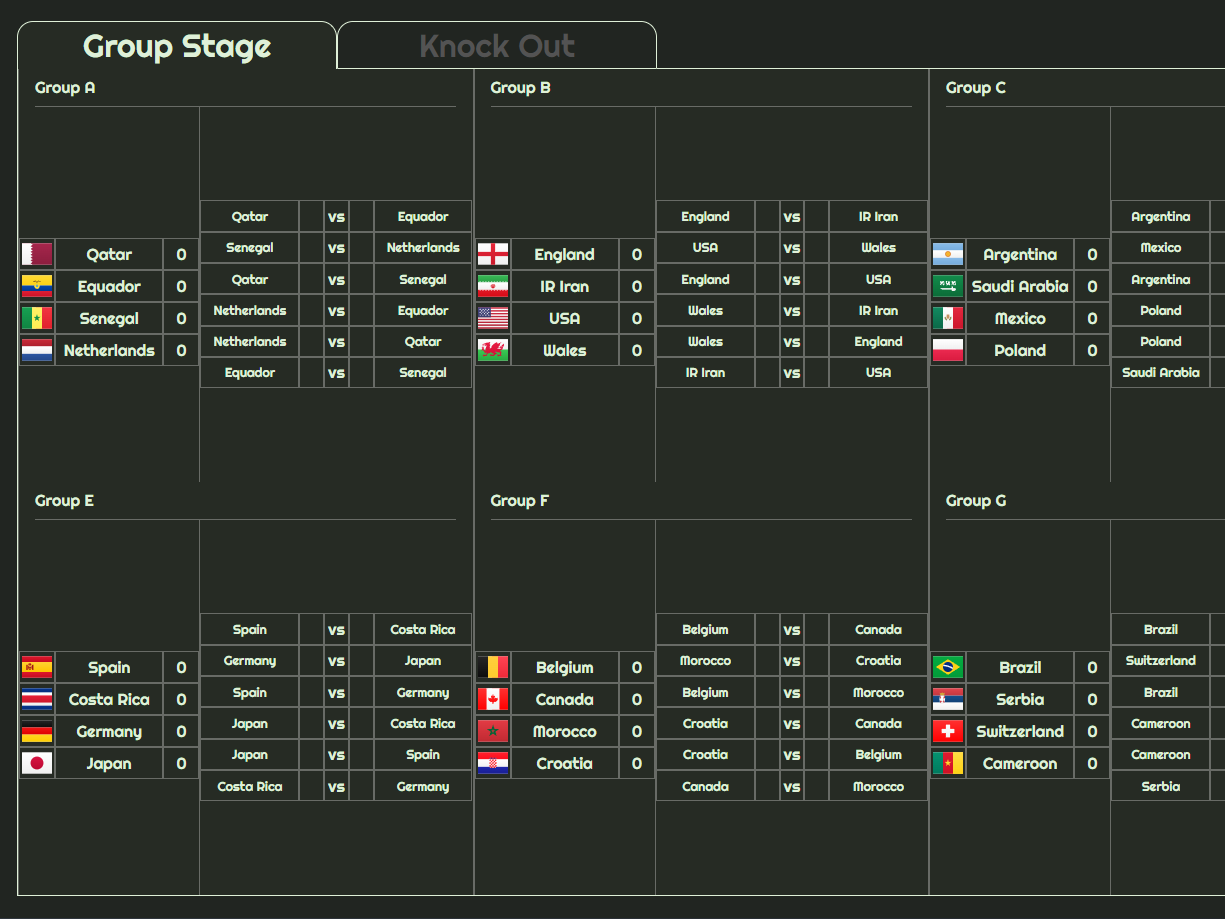 Group Stage
Knock Out
Group A
Qatar 0
Equador 0
Senegal 0
Netherlands 0
Qatar vs Equador
Senegal vs Netherlands
Qatar vs Senegal
Netherlands vs Equador
Netherlands vs Qatar
Equador vs Senegal
Group B
England 0
IR Iran 0
USA 0
Wales 0
England vs IR Iran
USA vs Wales
England vs USA
Wales vs IR Iran
Wales vs England
IR Iran vs USA
Group C
Argentina 0
Saudi Arabia 0
Mexico 0
Poland 0
Argentina
Mexico
Argentina
Poland
Poland
Saudi Arabia
Group E
Spain 0
Costa Rica 0
Germany 0
Japan 0
Spain vs Costa Rica
Germany vs Japan
Spain vs Germany
Japan vs Costa Rica
Japan vs Spain
Costa Rica vs Germany
Group F
Belgium 0
Canada 0
Morocco 0
Croatia 0
Belgium vs Canada
Morocco vs Croatia
Belgium vs Morocco
Croatia vs Canada
Croatia vs Belgium
Canada vs Morocco
Group G
Brazil 0
Serbia 0
Switzerland 0
Cameroon 0
Brazil
Switzerland
Brazil
Cameroon
Cameroon
Serbia